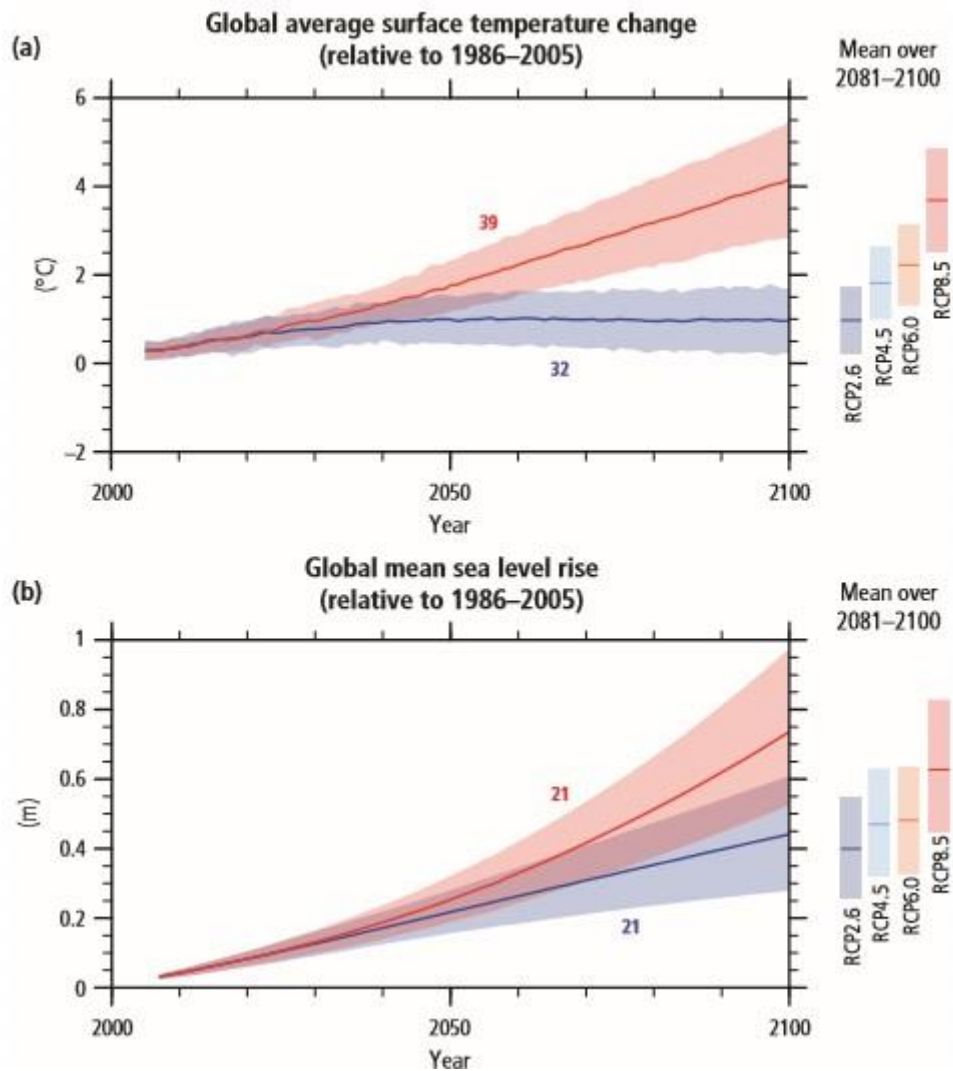 (a)
Global average surface temperature change
(relative to 1986–2005)
Mean over
2081–2100
6
4
2
0
–2
(°C)
39
32
2000
2050
2100
Year
RCP2.6
RCP4.5
RCP6.0
RCP8.5
(b)
Global mean sea level rise
(relative to 1986–2005)
Mean over
2081–2100
1
0.8
0.6
0.4
0.2
0
(m)
21
21
2000
2050
2100
Year
RCP2.6
RCP4.5
RCP6.0
RCP8.5